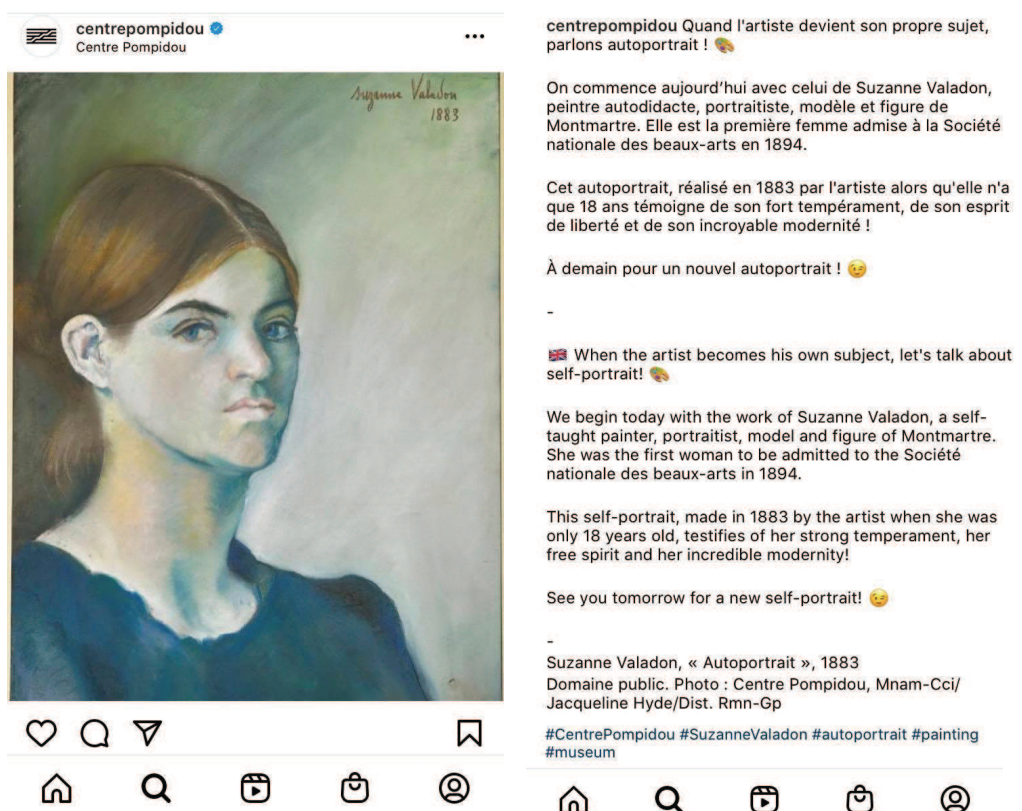 centrepompidou
Centre Pompidou
Suzanne Valadon
1883
centrepompidou Quand l'artiste devient son propre sujet,
parlons autoportrait ! 🎨
On commence aujourd'hui avec celui de Suzanne Valadon,
peintre autodidacte, portraitiste, modèle et figure de
Montmartre. Elle est la première femme admise à la Société
nationale des beaux-arts en 1894.
Cet autoportrait, réalisé en 1883 par l'artiste alors qu'elle n'a
que 18 ans témoigne de son fort tempérament, de son esprit
de liberté et de son incroyable modernité !
À demain pour un nouvel autoportrait ! 😉
-
🇬🇧 When the artist becomes his own subject, let's talk about
self-portrait! 🎨
We begin today with the work of Suzanne Valadon, a self-
taught painter, portraitist, model and figure of Montmartre.
She was the first woman to be admitted to the Société
nationale des beaux-arts in 1894.
This self-portrait, made in 1883 by the artist when she was
only 18 years old, testifies of her strong temperament, her
free spirit and her incredible modernity!
See you tomorrow for a new self-portrait! 😉
-
Suzanne Valadon, « Autoportrait », 1883
Domaine public. Photo : Centre Pompidou, Mnam-Cci/
Jacqueline Hyde/Dist. Rmn-Gp
#CentrePompidou #SuzanneValadon #autoportrait #painting
#museum